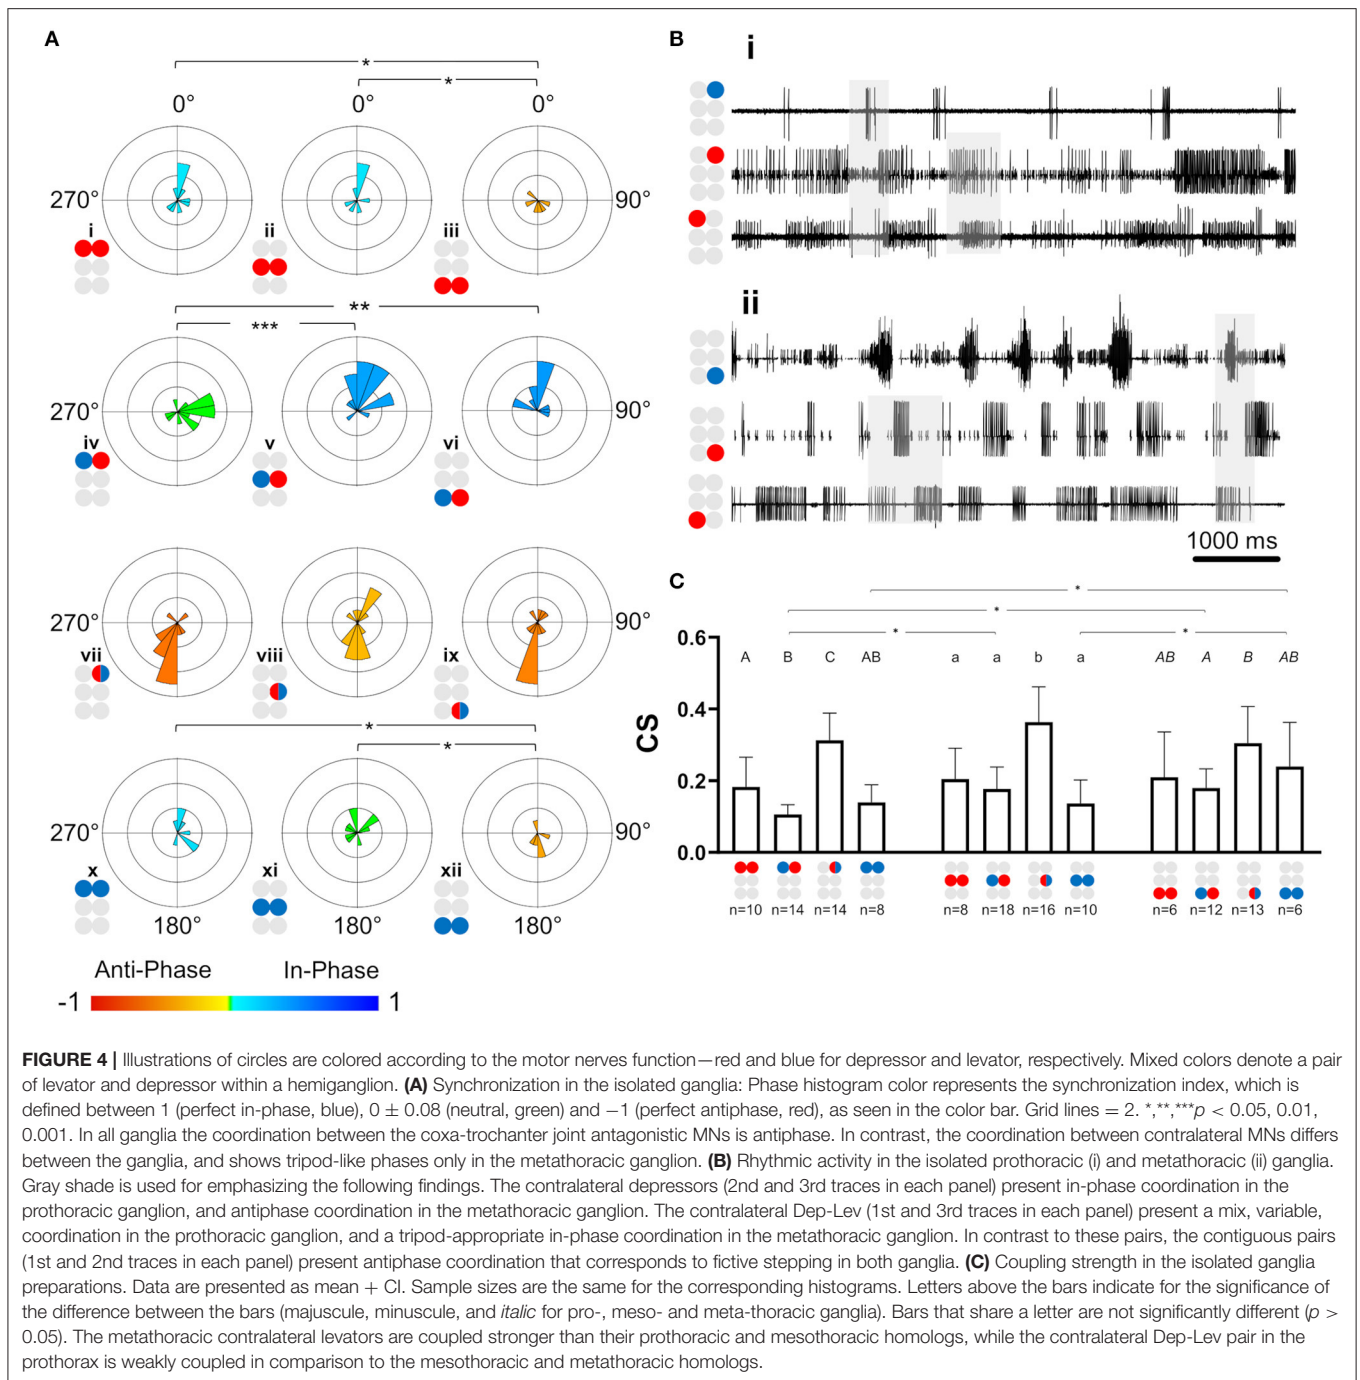 A
*
*
0° 0° 0°
270° 90°
i ii iii
**
***
270° 90°
iv v vi
270° 90°
vii viii ix
*
*
270° 90°
x xi xii
180° 180° 180°
Anti-Phase In-Phase
-1 1
B
i
ii
1000 ms
C
*
*
* *
0.6
A B C AB a a b a AB A B AB
0.4
CS
0.2
0.0
n=10 n=14 n=14 n=8 n=8 n=18 n=16 n=10 n=6 n=12 n=13 n=6
FIGURE 4 | Illustrations of circles are colored according to the motor nerves function—red and blue for depressor and levator, respectively. Mixed colors denote a pair
of levator and depressor within a hemiganglion. (A) Synchronization in the isolated ganglia: Phase histogram color represents the synchronization index, which is
defined between 1 (perfect in-phase, blue), 0 ± 0.08 (neutral, green) and −1 (perfect antiphase, red), as seen in the color bar. Grid lines = 2. *,**,***p < 0.05, 0.01,
0.001. In all ganglia the coordination between the coxa-trochanter joint antagonistic MNs is antiphase. In contrast, the coordination between contralateral MNs differs
between the ganglia, and shows tripod-like phases only in the metathoracic ganglion. (B) Rhythmic activity in the isolated prothoracic (i) and metathoracic (ii) ganglia.
Gray shade is used for emphasizing the following findings. The contralateral depressors (2nd and 3rd traces in each panel) present in-phase coordination in the
prothoracic ganglion, and antiphase coordination in the metathoracic ganglion. The contralateral Dep-Lev (1st and 3rd traces in each panel) present a mix, variable,
coordination in the prothoracic ganglion, and a tripod-appropriate in-phase coordination in the metathoracic ganglion. In contrast to these pairs, the contiguous pairs
(1st and 2nd traces in each panel) present antiphase coordination that corresponds to fictive stepping in both ganglia. (C) Coupling strength in the isolated ganglia
preparations. Data are presented as mean + CI. Sample sizes are the same for the corresponding histograms. Letters above the bars indicate for the significance of
the difference between the bars (majuscule, minuscule, and italic for pro-, meso- and meta-thoracic ganglia). Bars that share a letter are not significantly different (p >
0.05). The metathoracic contralateral levators are coupled stronger than their prothoracic and mesothoracic homologs, while the contralateral Dep-Lev pair in the
prothorax is weakly coupled in comparison to the mesothoracic and metathoracic homologs.